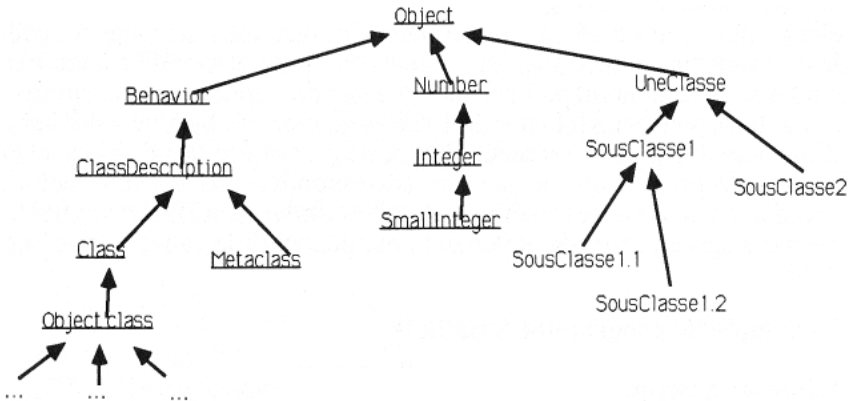 Object
Behavior
Number
UneClasse
ClassDescription
Integer
SousClasse1
SousClasse2
SmallInteger
Class
Metaclass
SousClasse1.1
SousClasse1.2
Object class
... ... ...